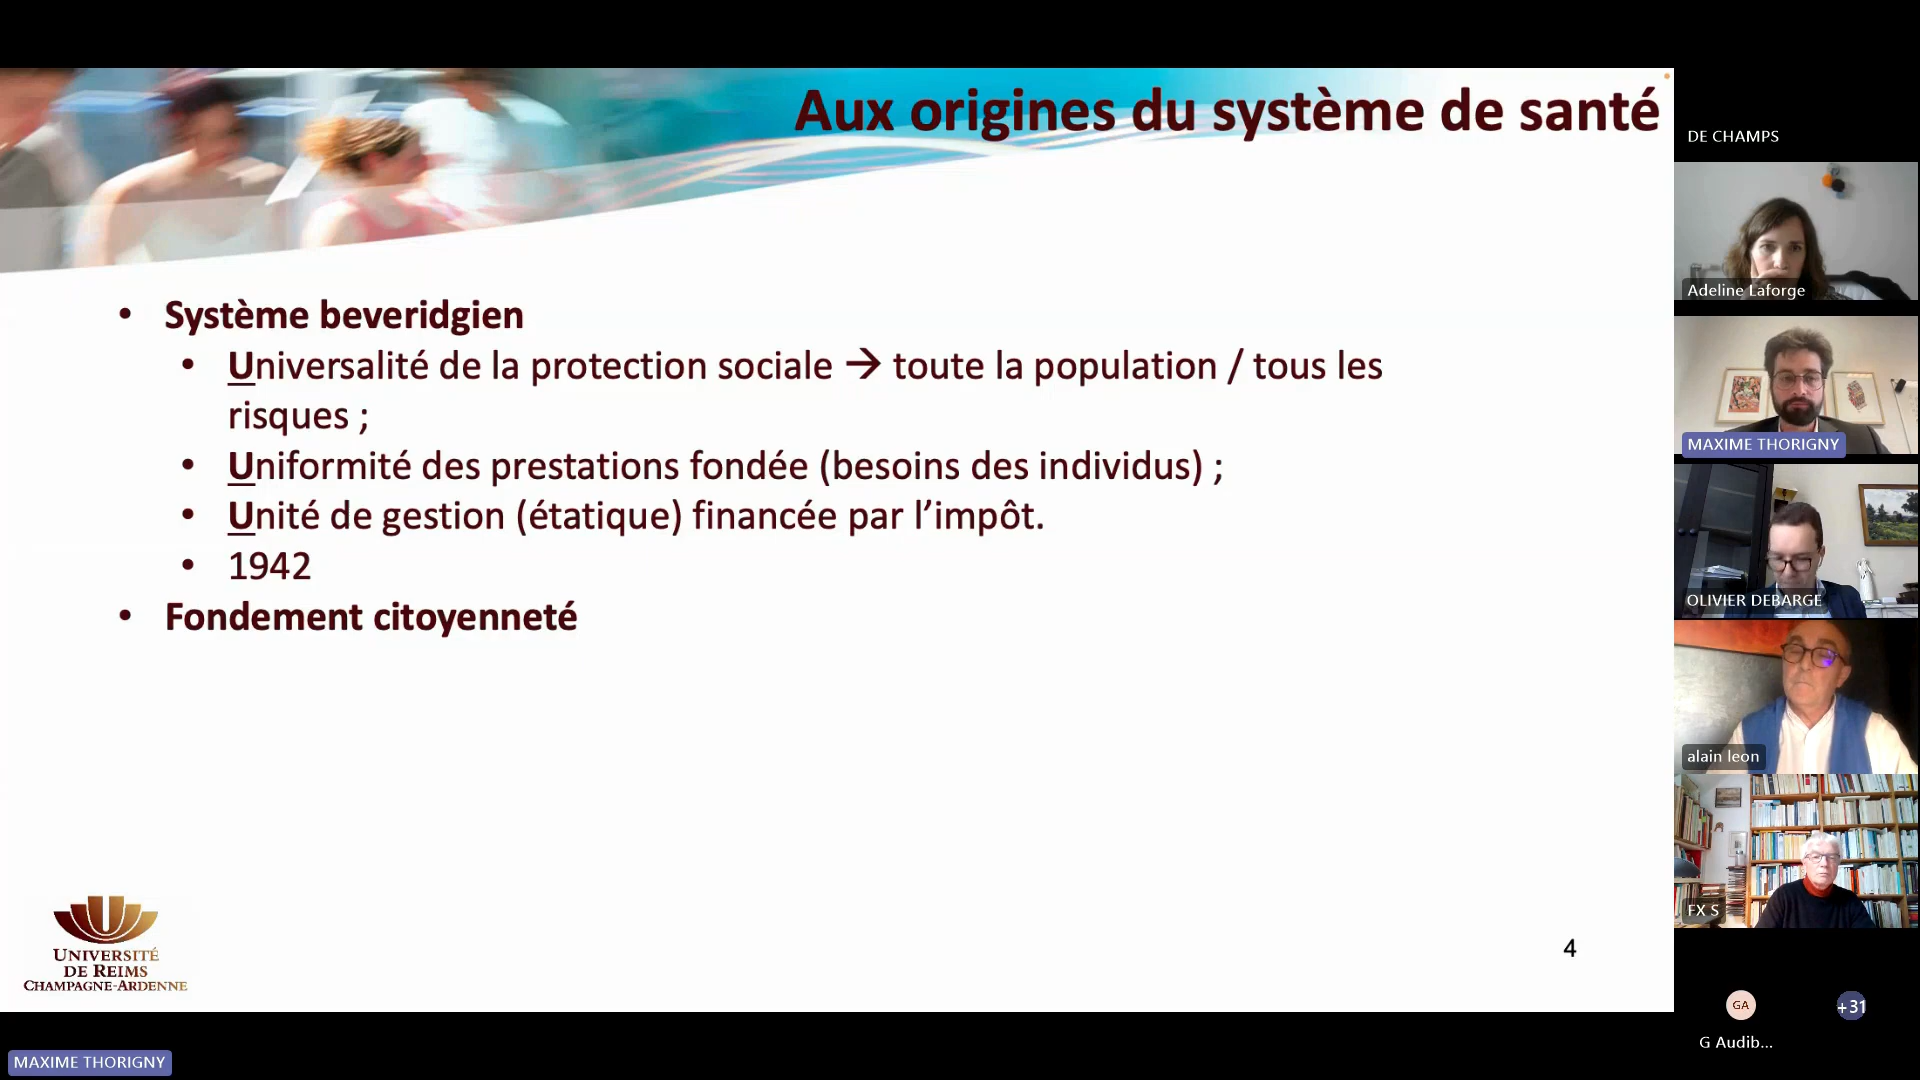 Aux origines du système de santé
• Système beveridgien
• Universalité de la protection sociale → toute la population / tous les
risques ;
• Uniformité des prestations fondée (besoins des individus) ;
• Unité de gestion (étatique) financée par l’impôt.
• 1942
• Fondement citoyenneté
UNIVERSITÉ
DE REIMS
CHAMPAGNE-ARDENNE
4
DE CHAMPS
Adeline Laforge
MAXIME THORIGNY
OLIVIER DEBARGE
alain leon
FX S
GA
+31
G Audib...
MAXIME THORIGNY